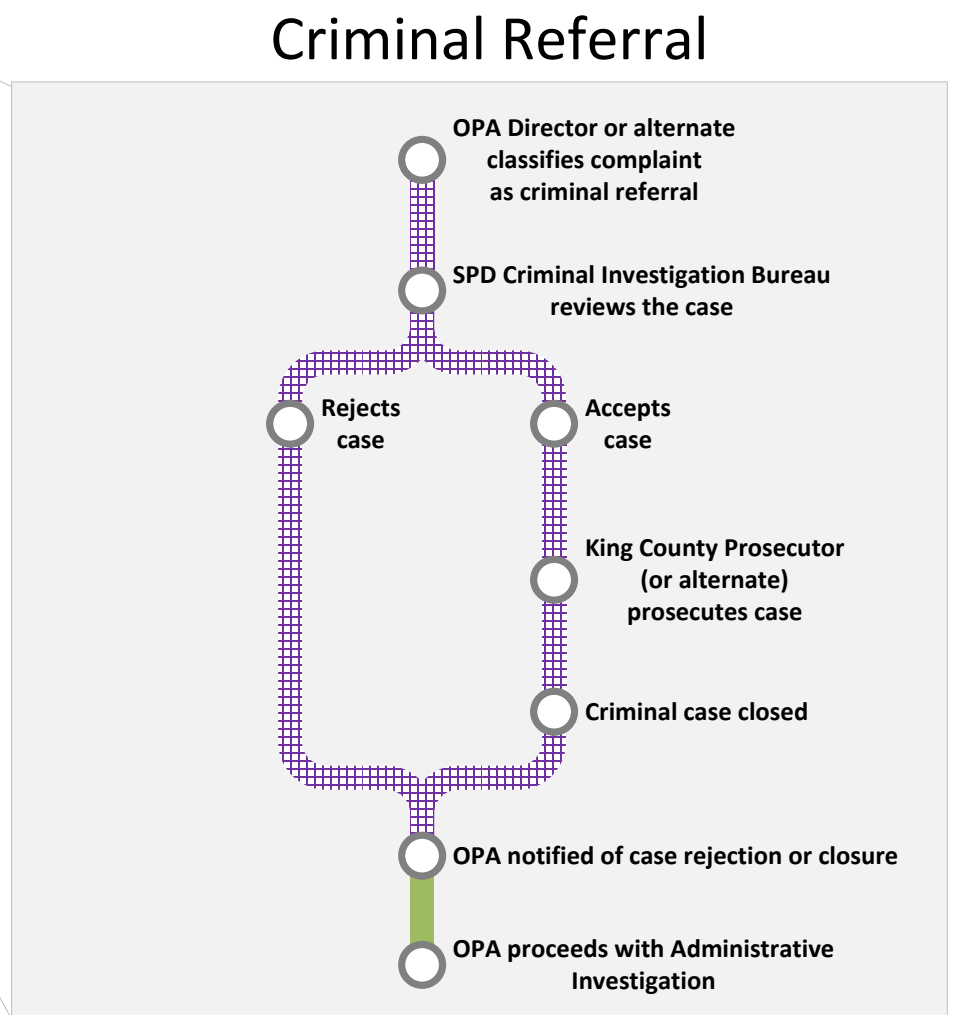 Criminal Referral
OPA Director or alternate
classifies complaint
as criminal referral
SPD Criminal Investigation Bureau
reviews the case
Rejects
case
Accepts
case
King County Prosecutor
(or alternate)
prosecutes case
Criminal case closed
OPA notified of case rejection or closure
OPA proceeds with Administrative
Investigation